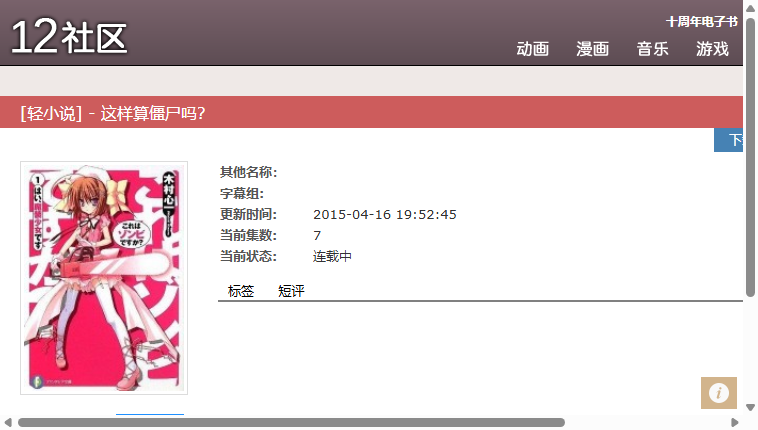 12社区
十周年电子书
动画 漫画 音乐 游戏
[轻小说] - 这样算僵尸吗?
下
其他名称:
字幕组:
更新时间: 2015-04-16 19:52:45
当前集数: 7
当前状态: 连载中
标签 短评
木村心一
1
はい、魔装少女です
これは
ゾンビ
ですか?
i